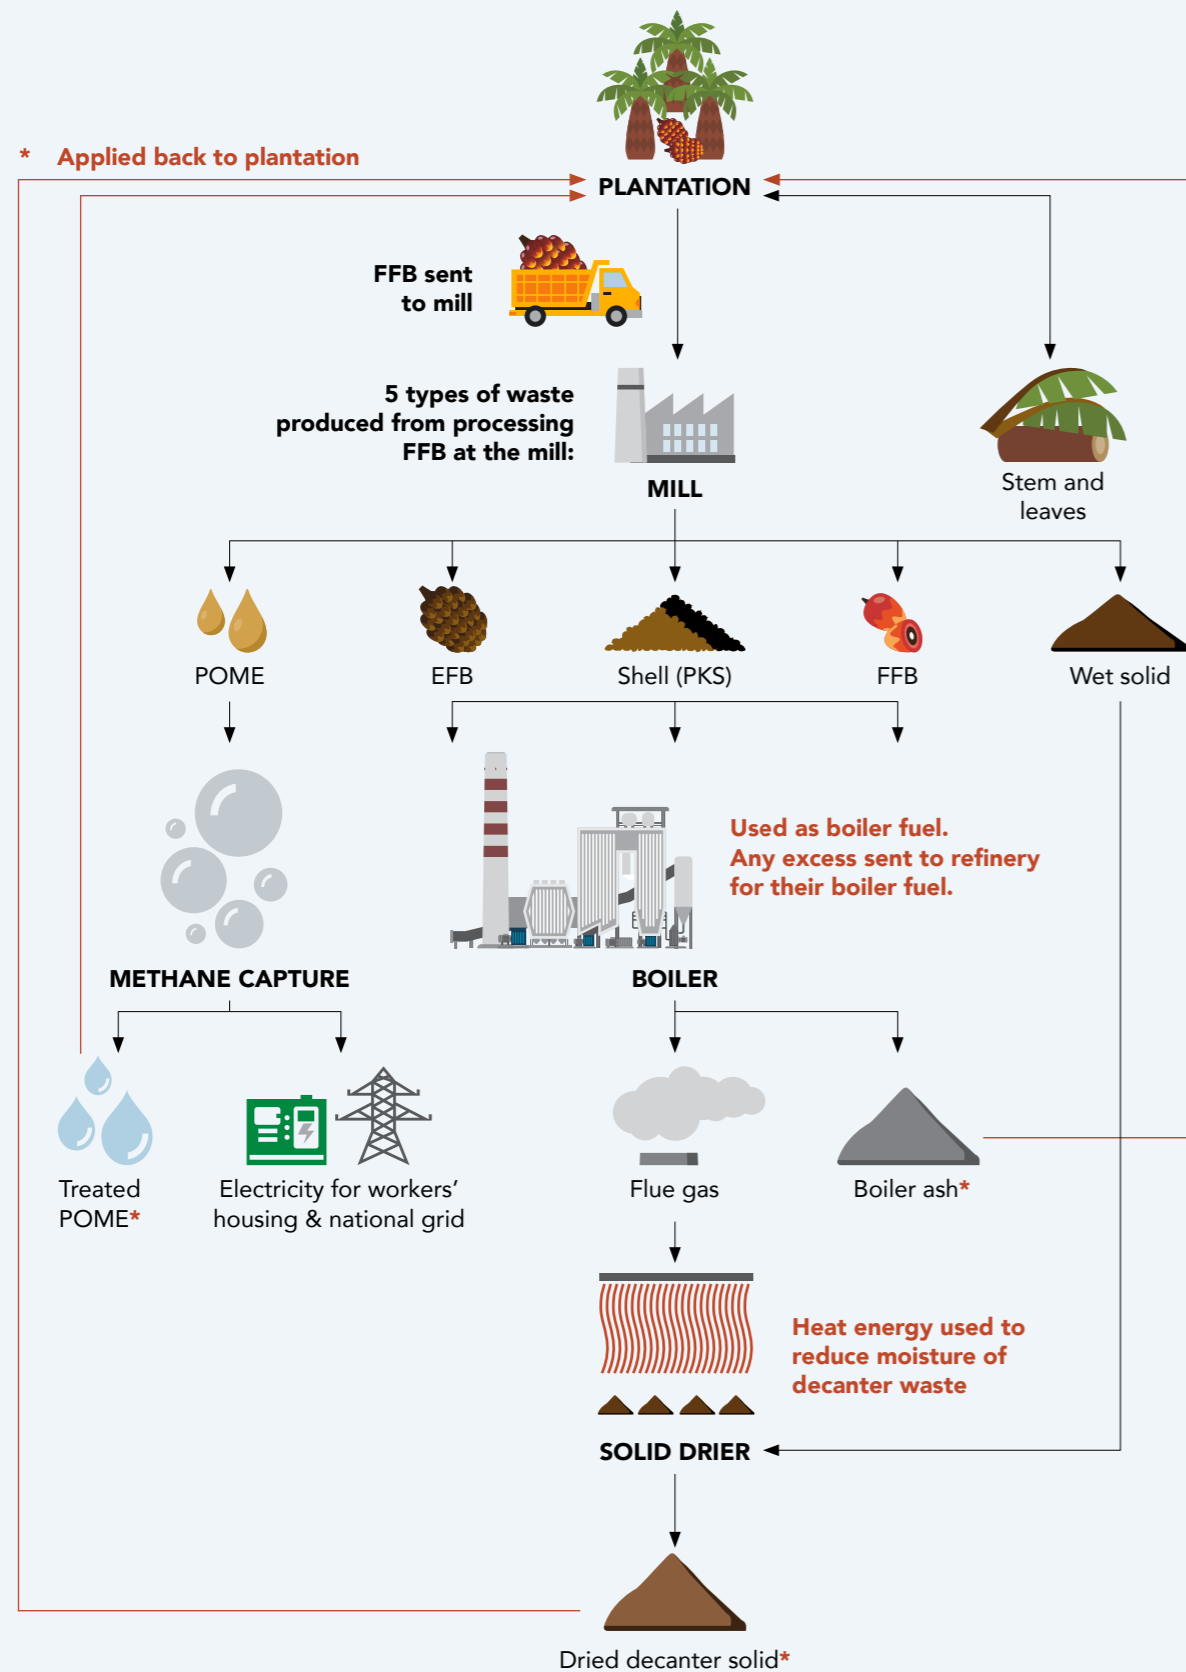 * Applied back to plantation
PLANTATION
FFB sent
to mill
5 types of waste
produced from processing
FFB at the mill:
MILL
Stem and
leaves
POME
EFB
Shell (PKS)
FFB
Wet solid
Used as boiler fuel.
Any excess sent to refinery
for their boiler fuel.
METHANE CAPTURE
BOILER
Treated
POME*
Electricity for workers’
housing & national grid
Flue gas
Boiler ash*
Heat energy used to
reduce moisture of
decanter waste
SOLID DRIER
Dried decanter solid*